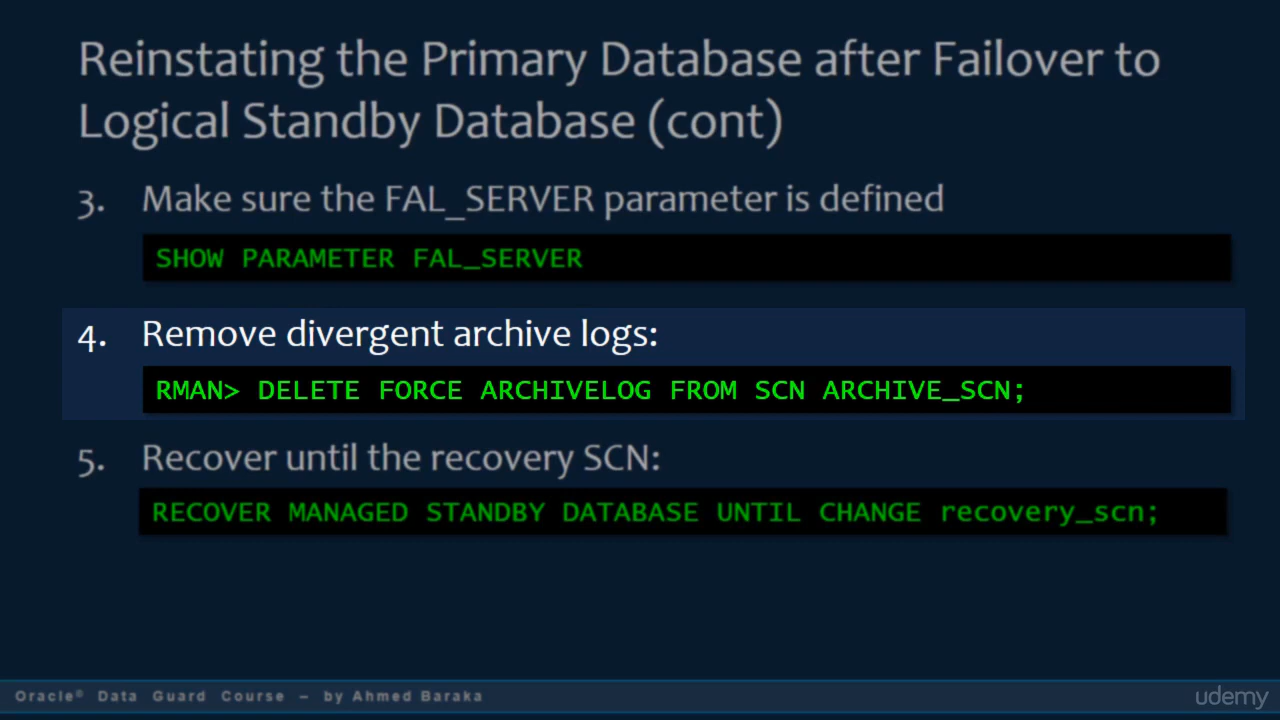 Reinstating the Primary Database after Failover to
Logical Standby Database (cont)
3. Make sure the FAL_SERVER parameter is defined
SHOW PARAMETER FAL_SERVER
4. Remove divergent archive logs:
RMAN> DELETE FORCE ARCHIVELOG FROM SCN ARCHIVE_SCN;
5. Recover until the recovery SCN:
RECOVER MANAGED STANDBY DATABASE UNTIL CHANGE recovery_scn;
Oracle® Data Guard Course – by Ahmed Baraka
udemy